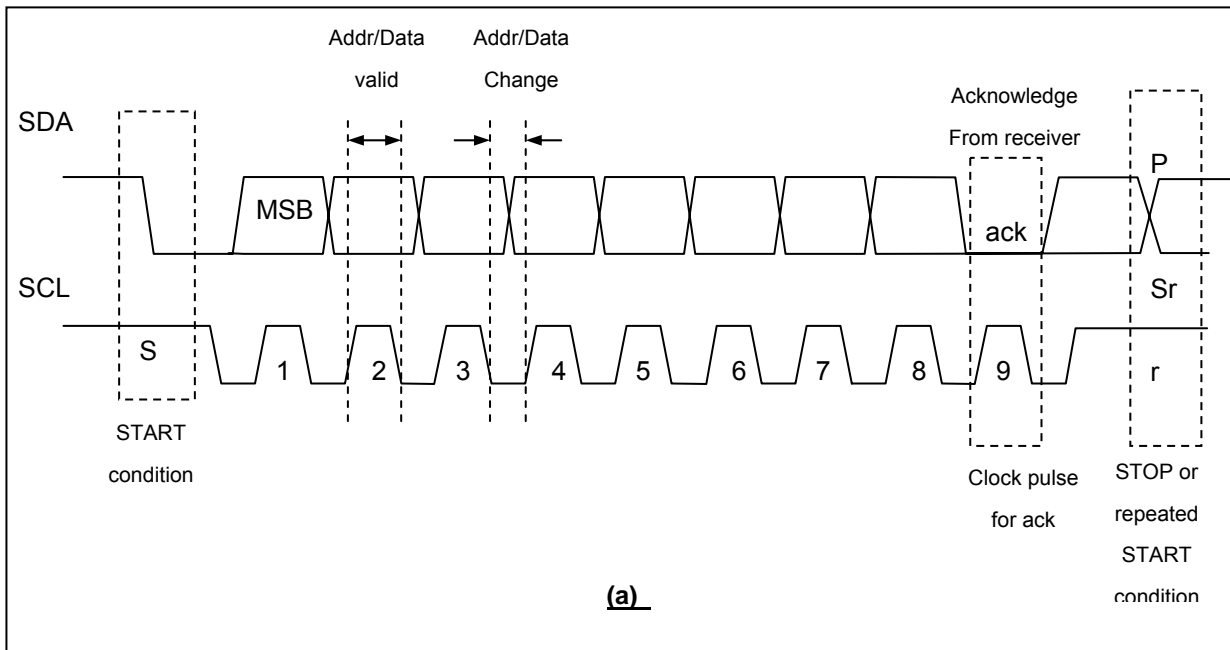 Addr/Data
valid
Addr/Data
Change
Acknowledge
From receiver
SDA
P
MSB
ack
SCL
Sr
S
1
2
3
4
5
6
7
8
9
r
START
condition
Clock pulse
for ack
STOP or
repeated
START
condition
(a)